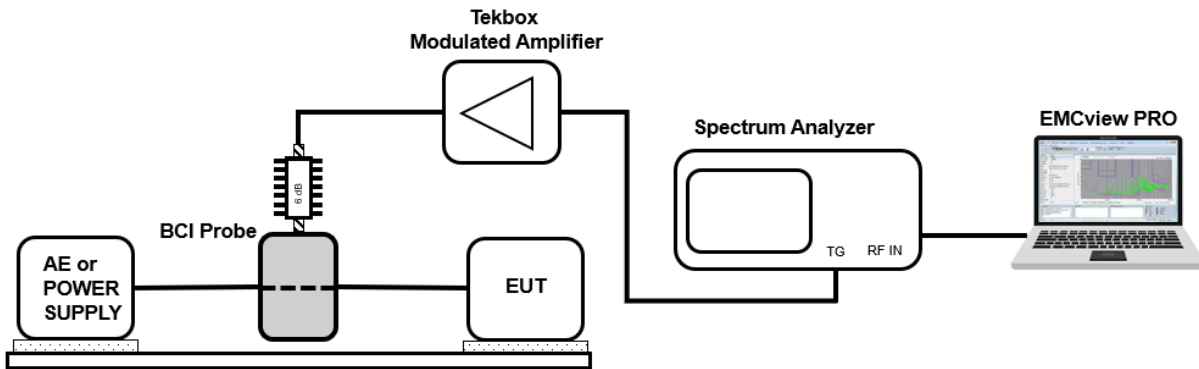 Tekbox
Modulated Amplifier
EMCview PRO
Spectrum Analyzer
6 dB
BCI Probe
TG
RF IN
AE or
POWER
SUPPLY
EUT